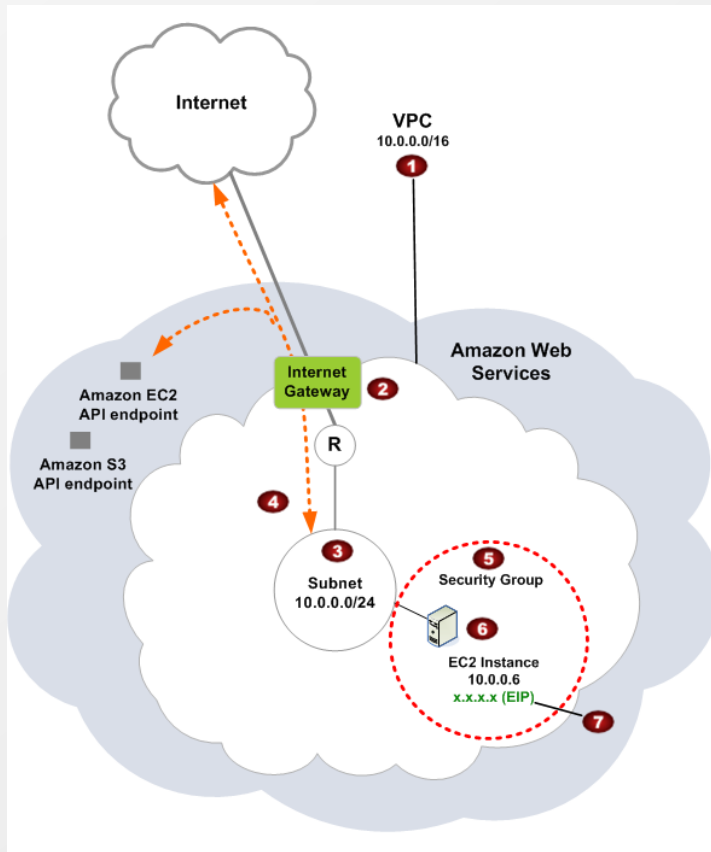 Internet
VPC
10.0.0.0/16
1
Amazon Web
Services
Internet
Gateway
2
Amazon EC2
API endpoint
R
Amazon S3
API endpoint
4
3
Subnet
10.0.0.0/24
5
Security Group
6
EC2 Instance
10.0.0.6
x.x.x.x (EIP)
7